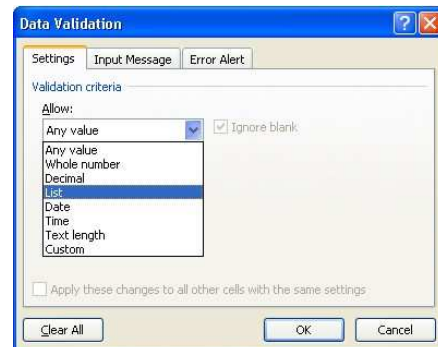 Data Validation
Settings Input Message Error Alert
Validation criteria
Allow:
Any value Ignore blank
Any value
Whole number
Decimal
List
Date
Time
Text length
Custom
Apply these changes to all other cells with the same settings
Clear All OK Cancel